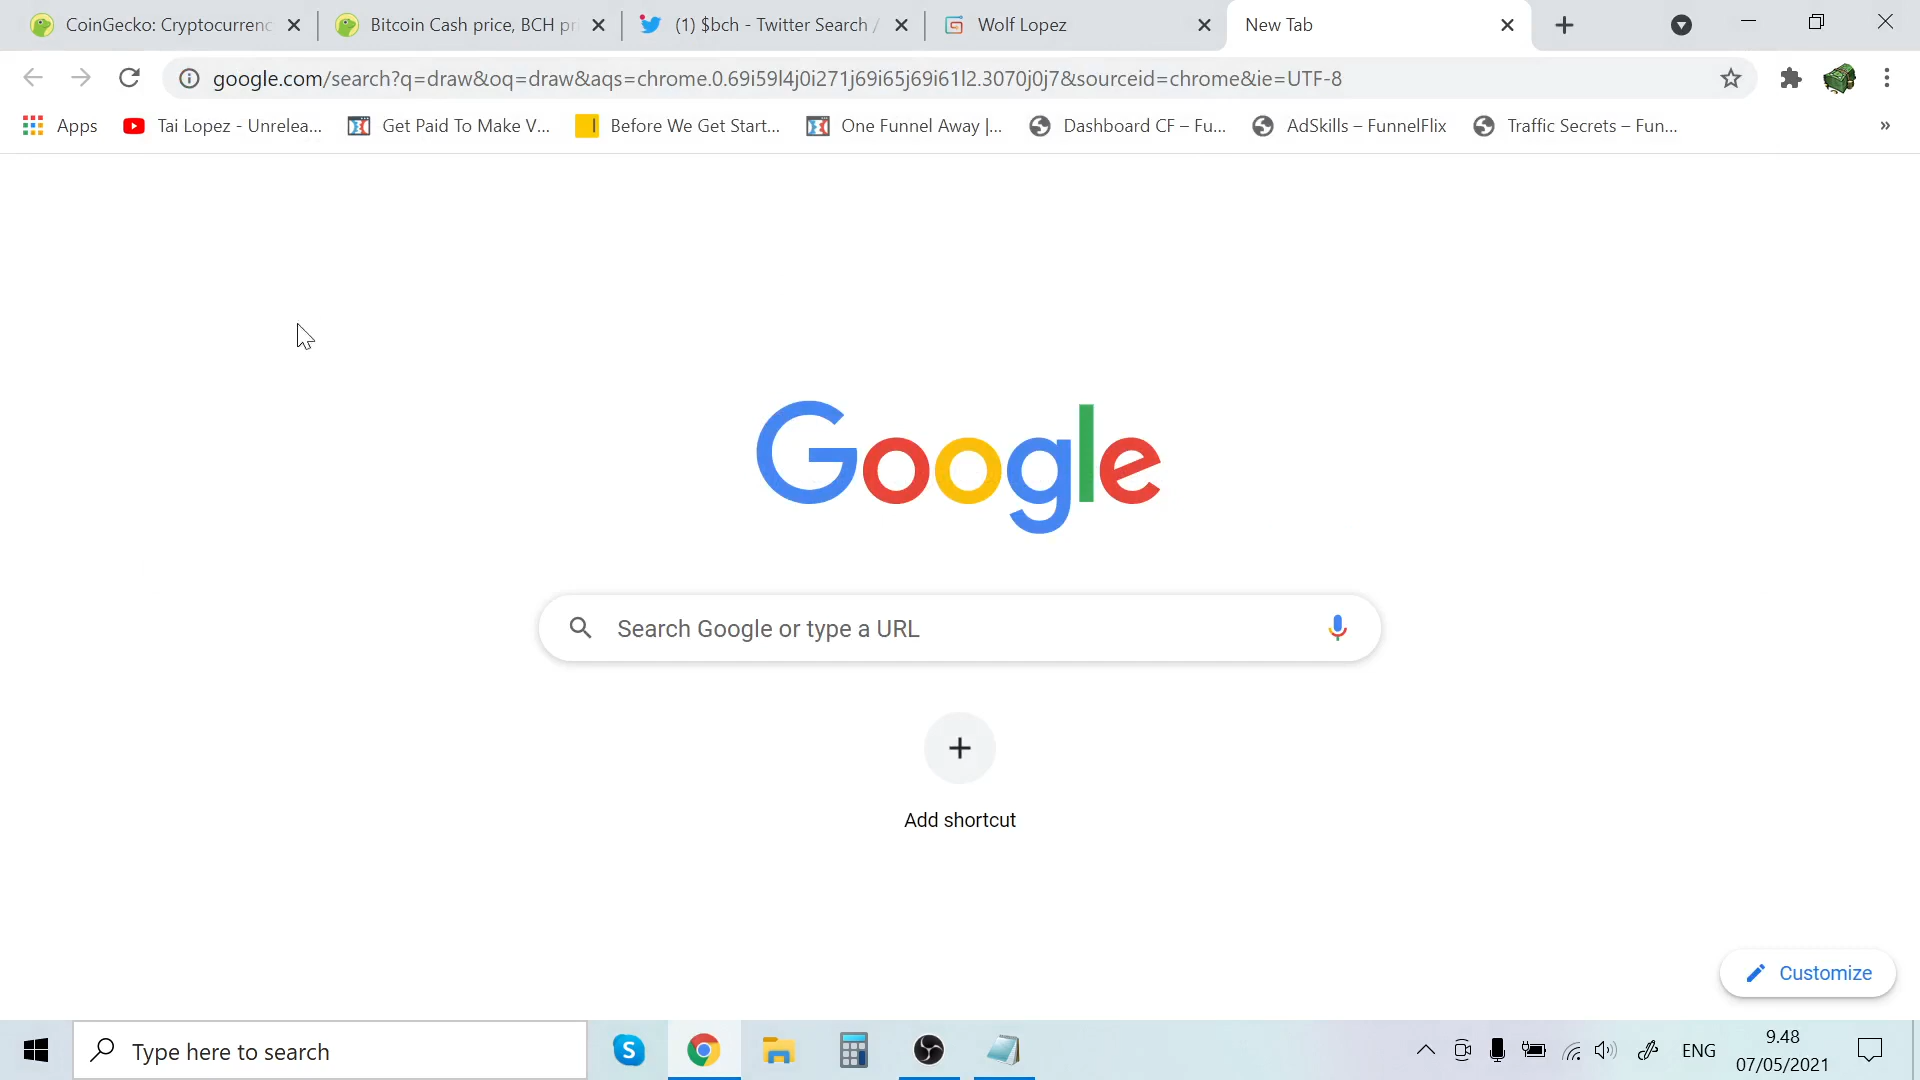 CoinGecko: Cryptocurrenc
Bitcoin Cash price, BCH pr
(1) $bch - Twitter Search /
Wolf Lopez
New Tab
google.com/search?q=draw&oq=draw&aqs=chrome.0.69i59l4j0i271j69i65j69i61l2.3070j0j7&sourceid=chrome&ie=UTF-8
Apps
Tai Lopez - Unrelea...
Get Paid To Make V...
Before We Get Start...
One Funnel Away |...
Dashboard CF – Fu...
AdSkills – FunnelFlix
Traffic Secrets – Fun...
»
Google
Search Google or type a URL
Add shortcut
Customize
Type here to search
ENG
9.48
07/05/2021